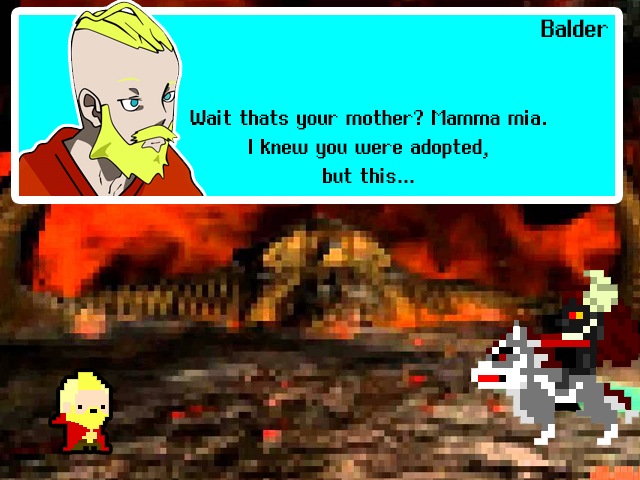 Balder
Wait thats your mother? Mamma mia.
I knew you were adopted,
but this...